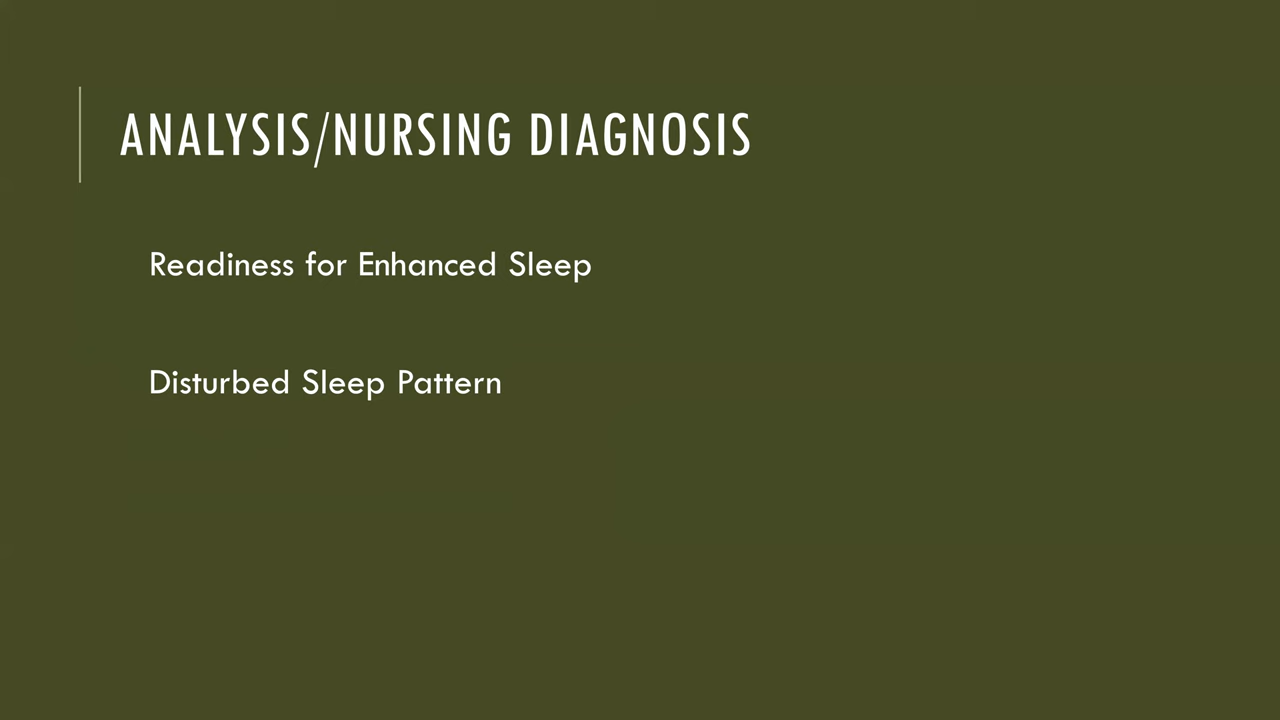 ANALYSIS/NURSING DIAGNOSIS
Readiness for Enhanced Sleep
Disturbed Sleep Pattern